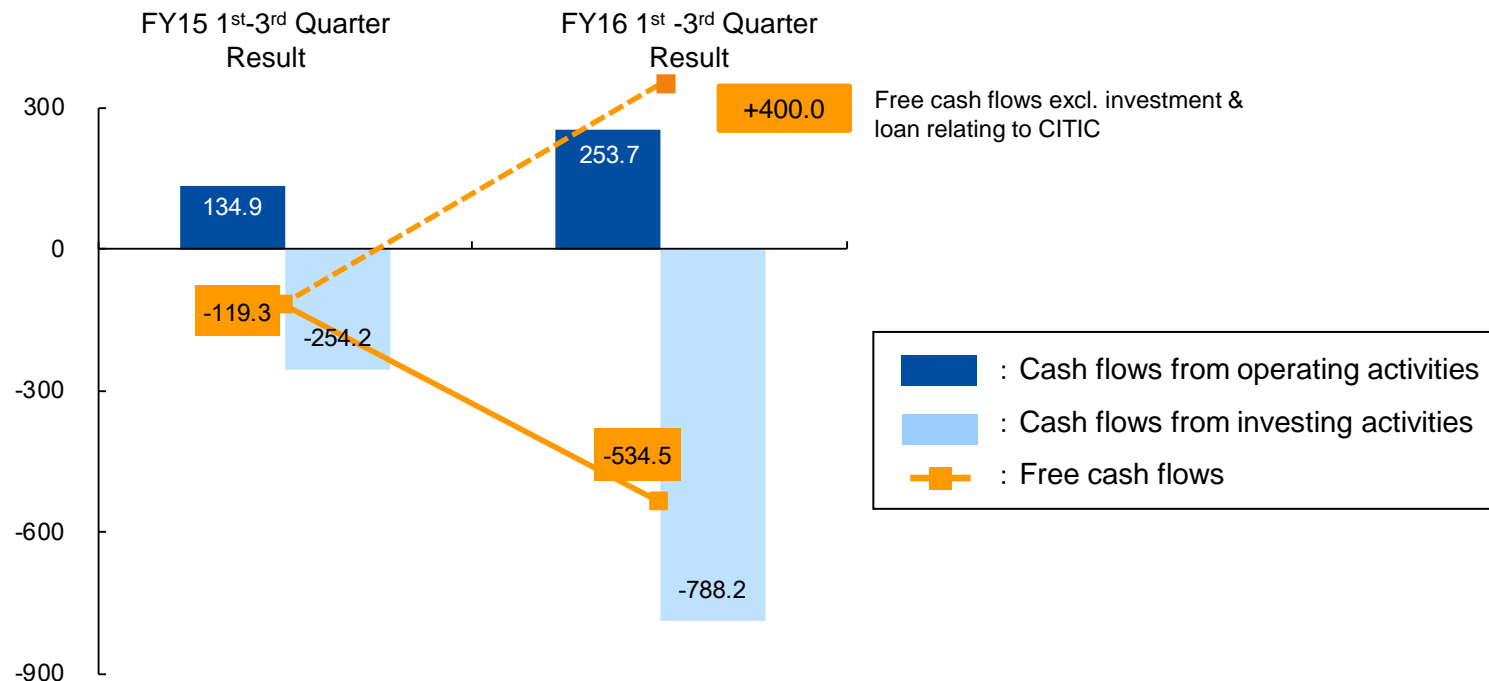 FY15 1st-3rd Quarter
Result
FY16 1st -3rd Quarter
Result
300
0
-300
-600
-900
134.9
-119.3
-254.2
253.7
-534.5
-788.2
+400.0
Free cash flows excl. investment &
loan relating to CITIC
: Cash flows from operating activities
: Cash flows from investing activities
: Free cash flows